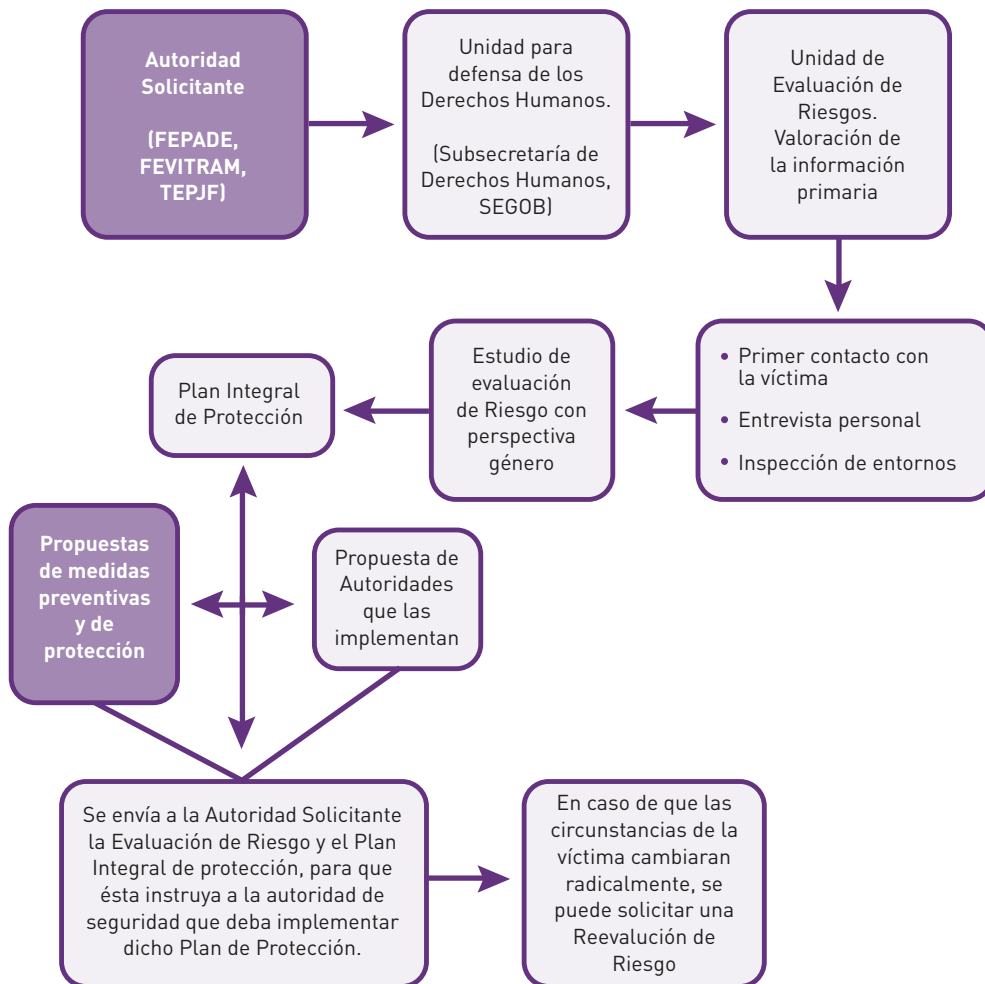 Autoridad
Solicitante
(FEPADE,
FEVITRAM,
TEPJF)
Unidad para
defensa de los
Derechos Humanos.
(Subsecretaría de
Derechos Humanos,
SEGOB)
Unidad de
Evaluación de
Riesgos.
Valoración de
la información
primaria
• Primer contacto con
la víctima
• Entrevista personal
• Inspección de entornos
Estudio de
evaluación
de Riesgo con
perspectiva
género
Plan Integral
de Protección
Propuestas
de medidas
preventivas
y de
protección
Propuesta de
Autoridades
que las
implementan
Se envía a la Autoridad Solicitante
la Evaluación de Riesgo y el Plan
Integral de protección, para que
ésta instruya a la autoridad de
seguridad que deba implementar
dicho Plan de Protección.
En caso de que las
circunstancias de la
víctima cambiaran
radicalmente, se
puede solicitar una
Reevalución de
Riesgo